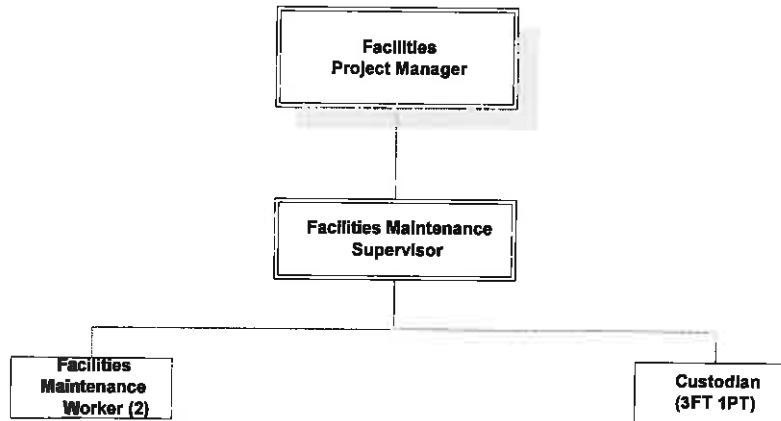 Facilities
Project Manager
Facilities Maintenance
Supervisor
Facilities
Maintenance
Worker (2)
Custodian
(3FT 1PT)